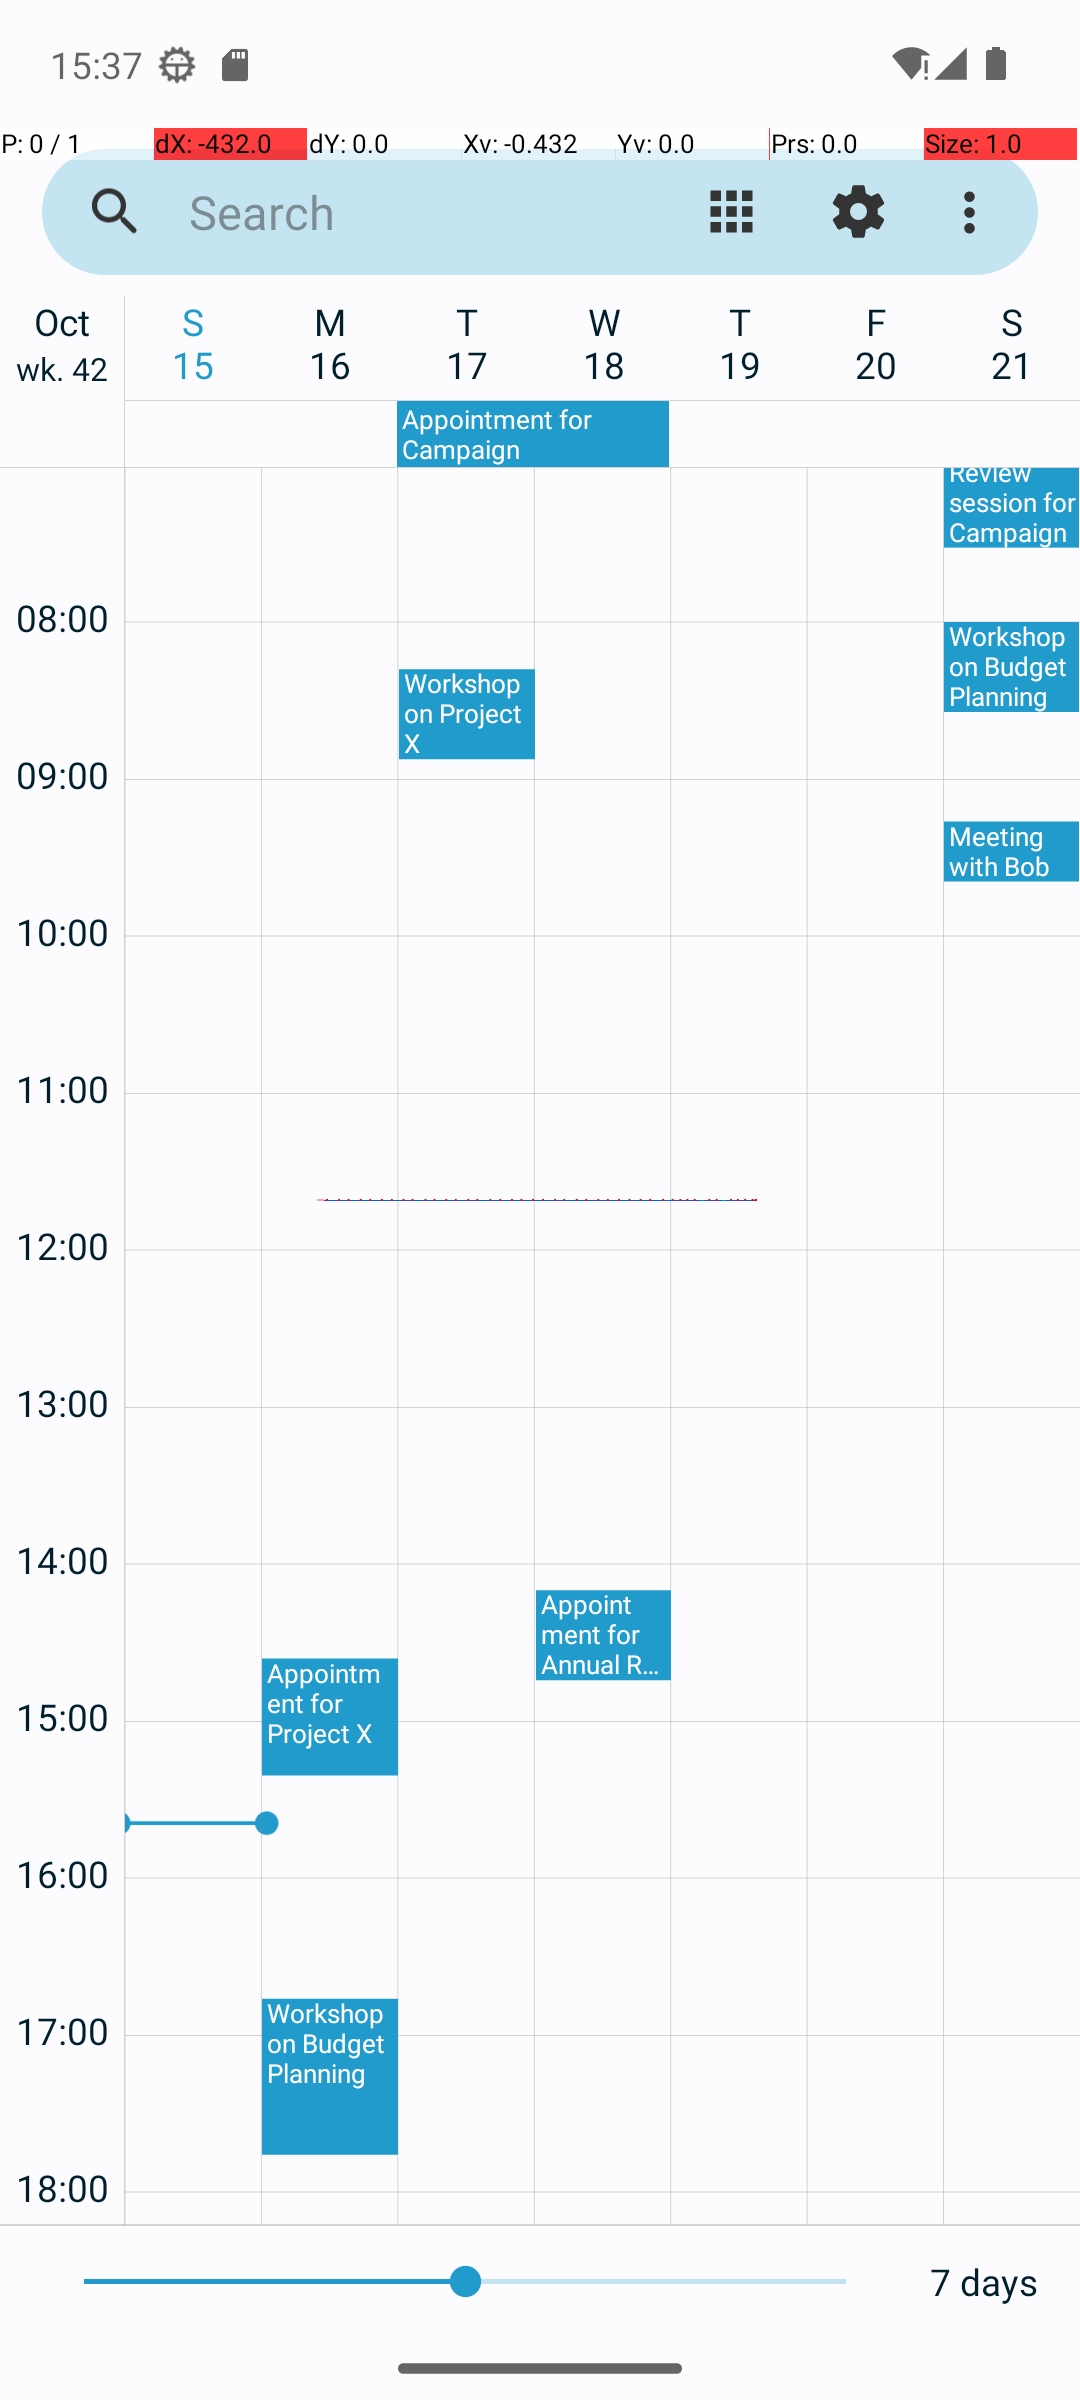 15:37
P: 0 / 1
dX: -432.0
dY: 0.0
Xv: -0.432
Yv: 0.0
Prs: 0.0
Size: 1.0
Search
Oct
wk. 42
S
15
M
16
T
17
W
18
T
19
F
20
S
21
Appointment for
Campaign
Review
session for
Campaign
08:00
Workshop
on Budget
Planning
Workshop
on Project
X
09:00
Meeting
with Bob
10:00
11:00
12:00
13:00
14:00
Appoint
ment for
Annual R...
Appointm
ent for
Project X
15:00
16:00
Workshop
on Budget
Planning
17:00
18:00
7 days